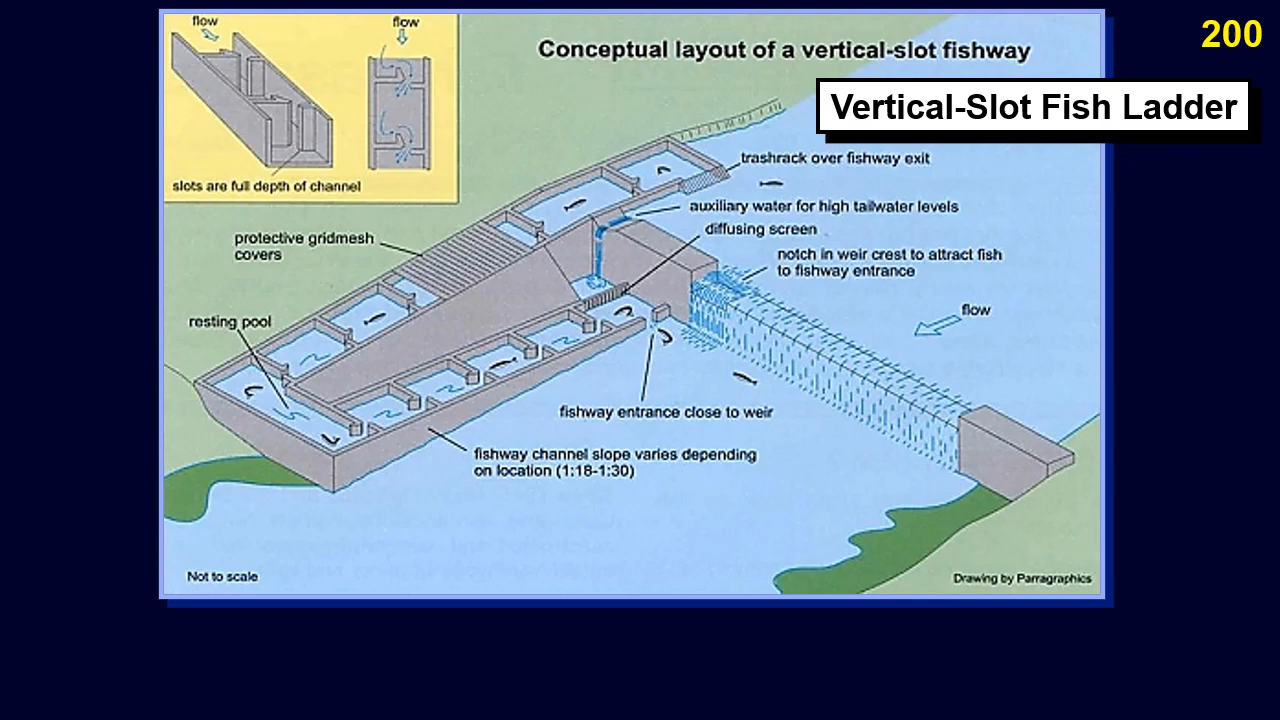 200
Vertical-Slot Fish Ladder
Conceptual layout of a vertical-slot fishway
flow
flow
slots are full depth of channel
trashrack over fishway exit
auxiliary water for high tailwater levels
diffusing screen
protective gridmesh
covers
notch in weir crest to attract fish
to fishway entrance
flow
resting pool
fishway entrance close to weir
fishway channel slope varies depending
on location (1:18-1:30)
Not to scale
Drawing by Parragraphics